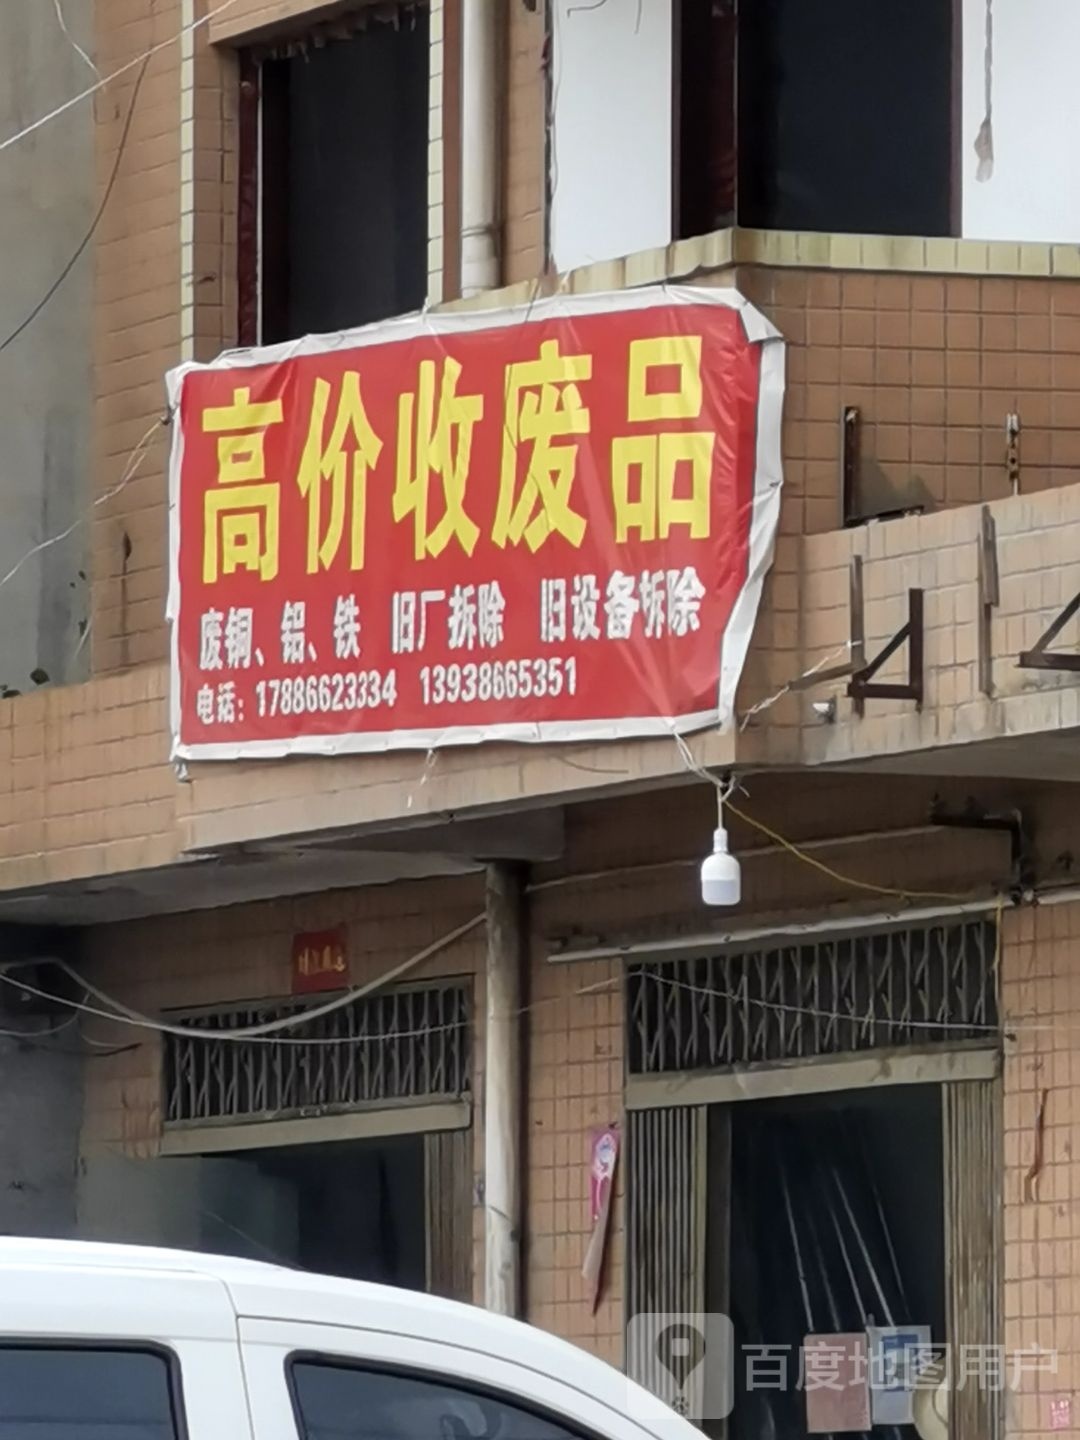 高价收废品
废铜、铝、铁 旧厂拆除 旧设备拆除
电话：17886623334 13938665351
百度地图用户